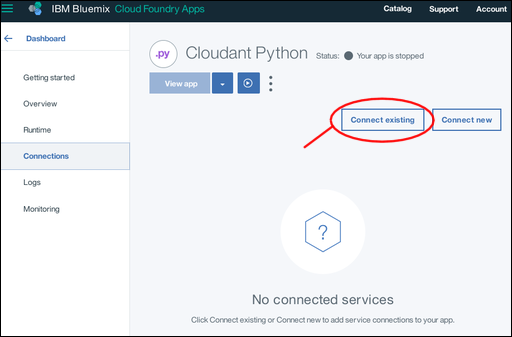 IBM Bluemix Cloud Foundry Apps Catalog Support Account
Dashboard
.py Cloudant Python Status: Your app is stopped
View app
Getting started
Overview
Runtime
Connections
Logs
Monitoring
Connect existing Connect new
?
No connected services
Click Connect existing or Connect new to add service connections to your app.